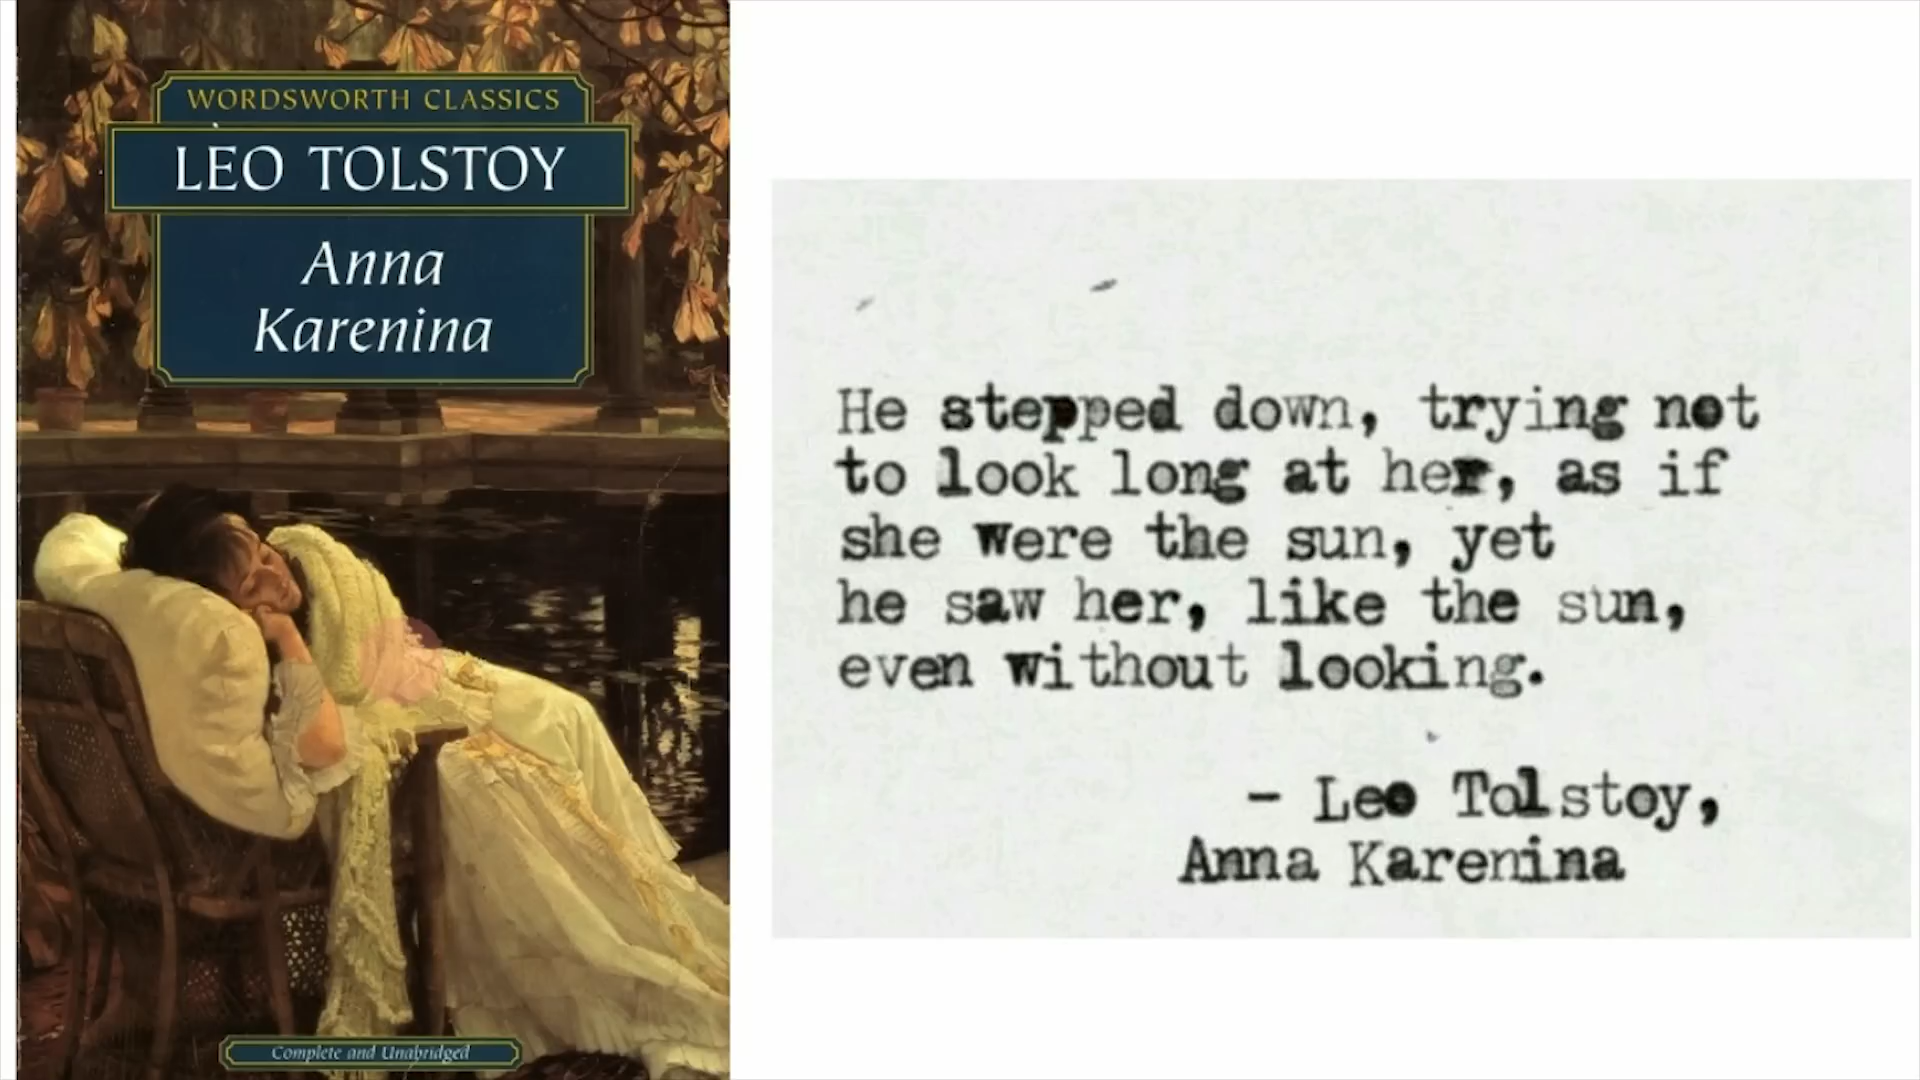 WORDSWORTH CLASSICS
LEO TOLSTOY
Anna
Karenina
Complete and Unabridged
He stepped down, trying not
to look long at her, as if
she were the sun, yet
he saw her, like the sun,
even without looking.
- Leo Tolstoy,
Anna Karenina